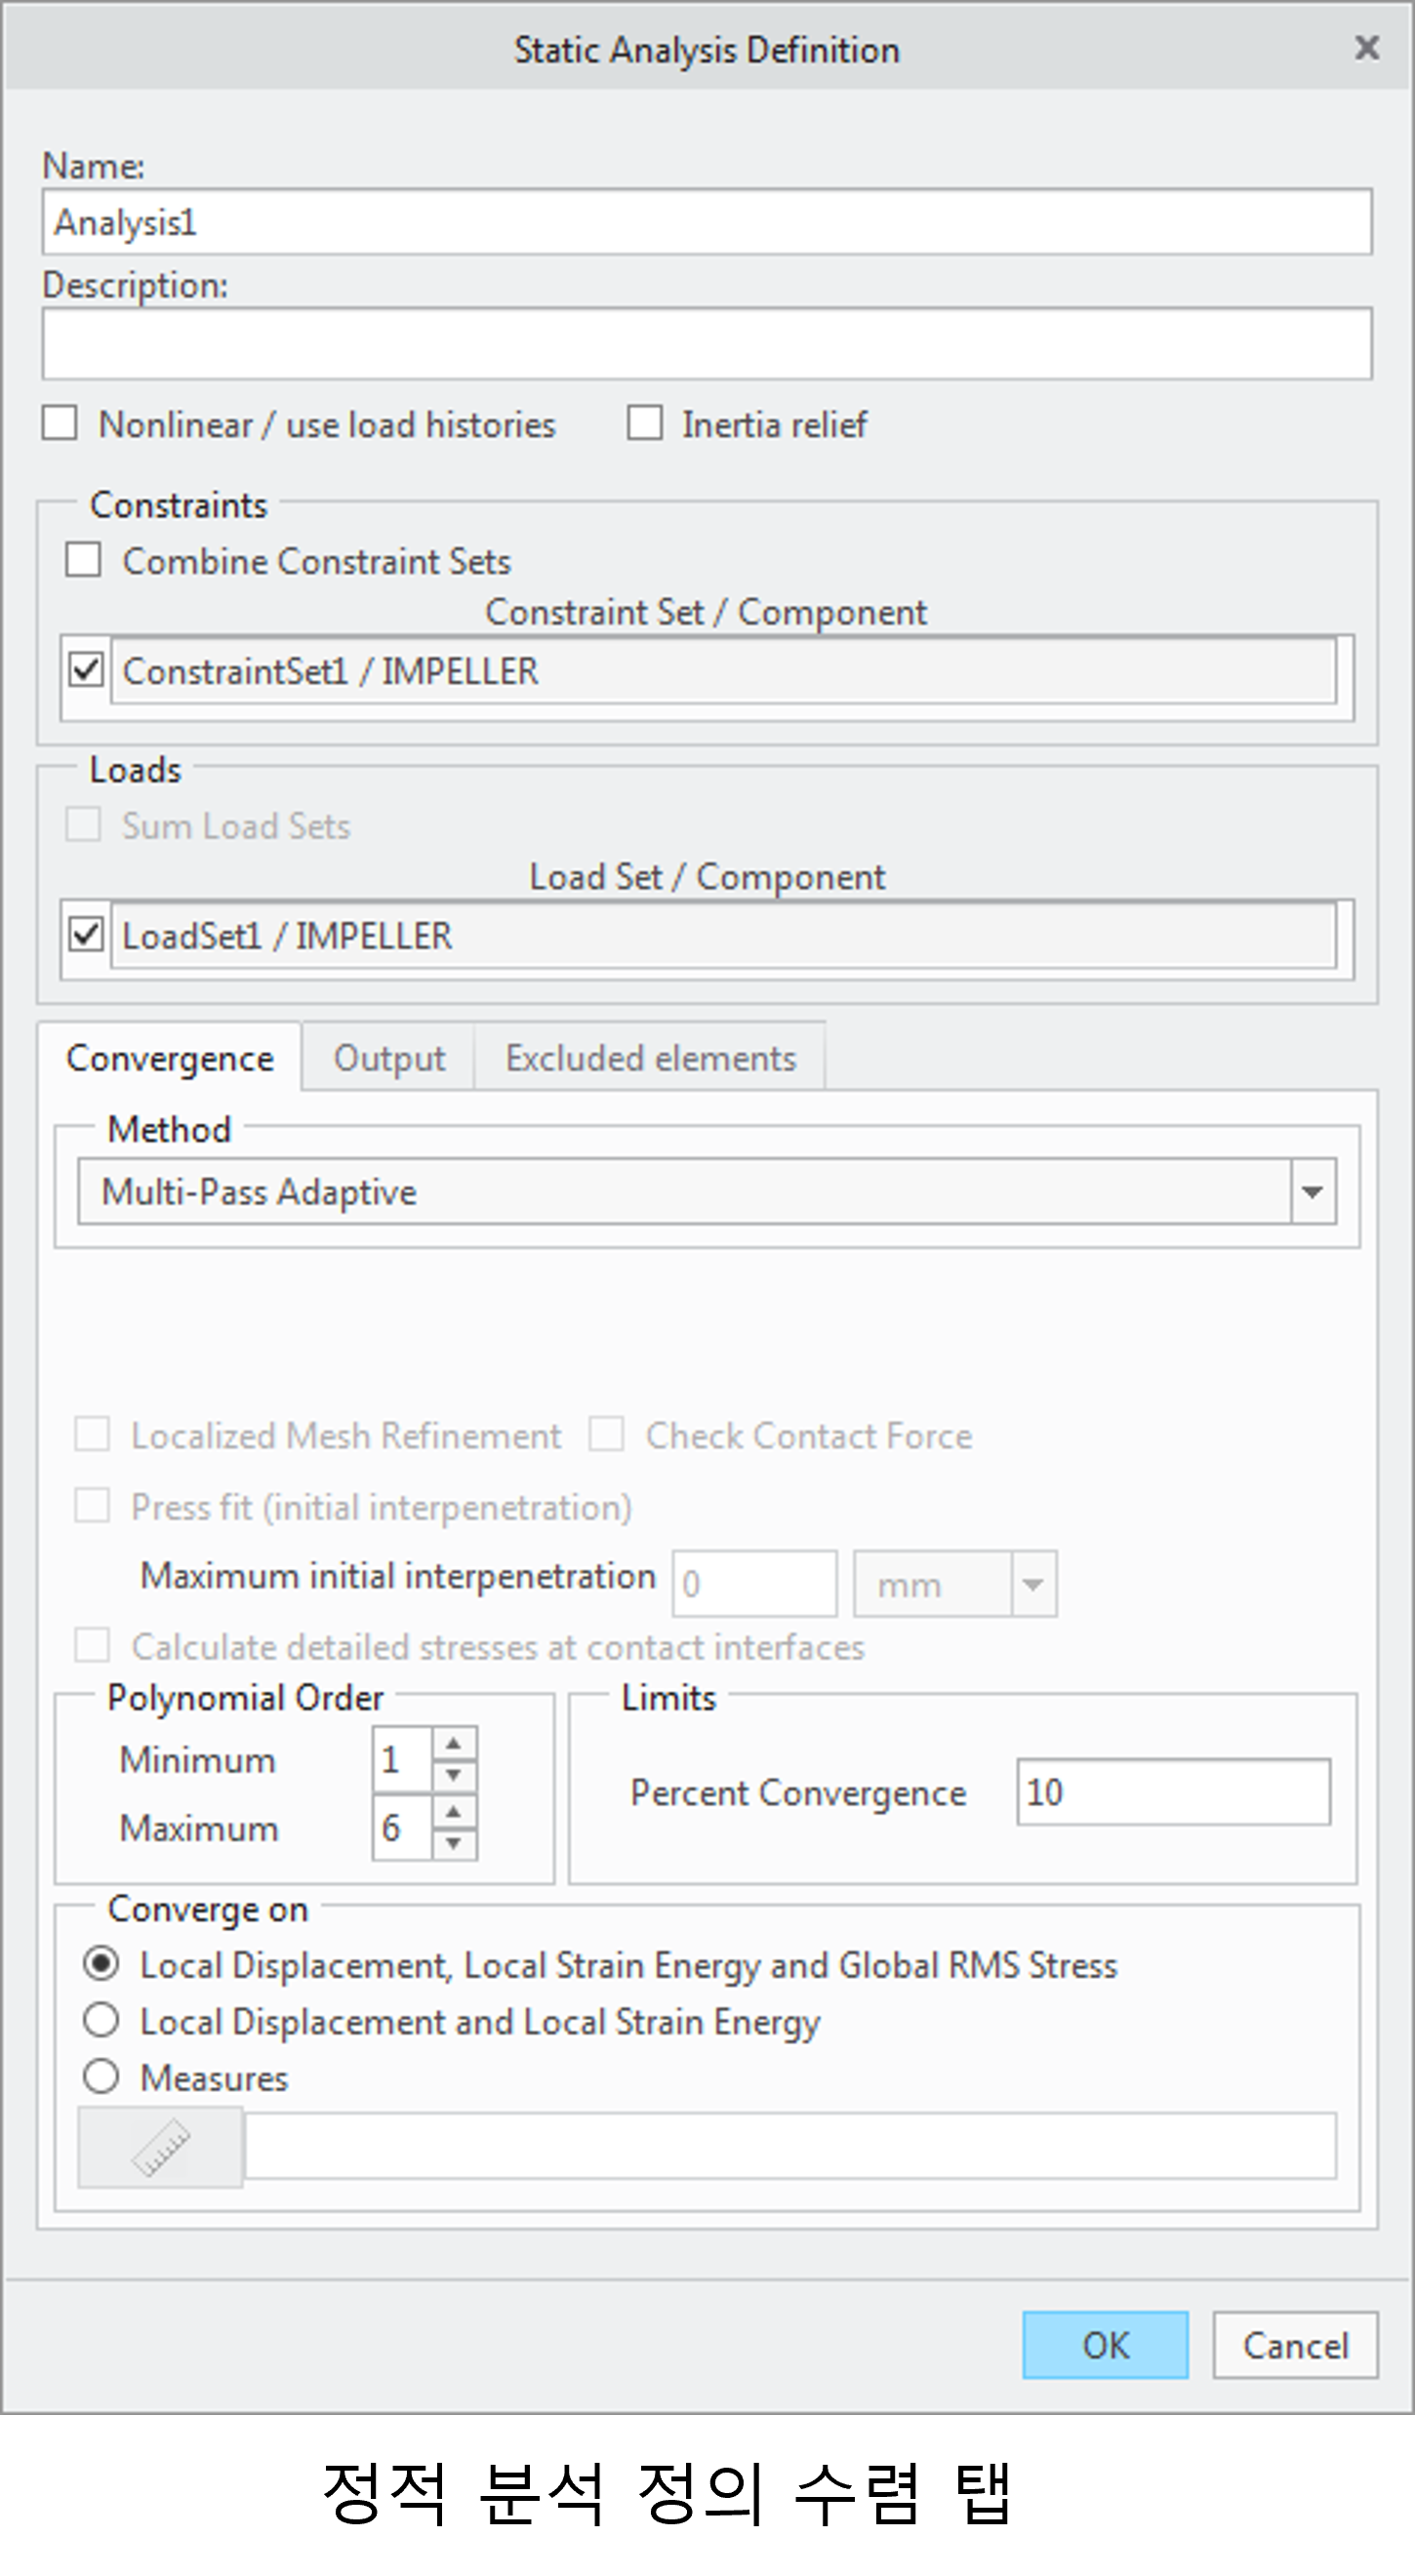 Static Analysis Definition
Name:
Analysis1
Description:
Nonlinear / use load histories Inertia relief
Constraints
Combine Constraint Sets
Constraint Set / Component
ConstraintSet1 / IMPELLER
Loads
Sum Load Sets
Load Set / Component
LoadSet1 / IMPELLER
Convergence Output Excluded elements
Method
Multi-Pass Adaptive
Localized Mesh Refinement Check Contact Force
Press fit (initial interpenetration)
Maximum initial interpenetration 0 mm
Calculate detailed stresses at contact interfaces
Polynomial Order Limits
Minimum 1
Percent Convergence 10
Maximum 6
Converge on
Local Displacement, Local Strain Energy and Global RMS Stress
Local Displacement and Local Strain Energy
Measures
OK Cancel
정적 분석 정의 수렴 탭